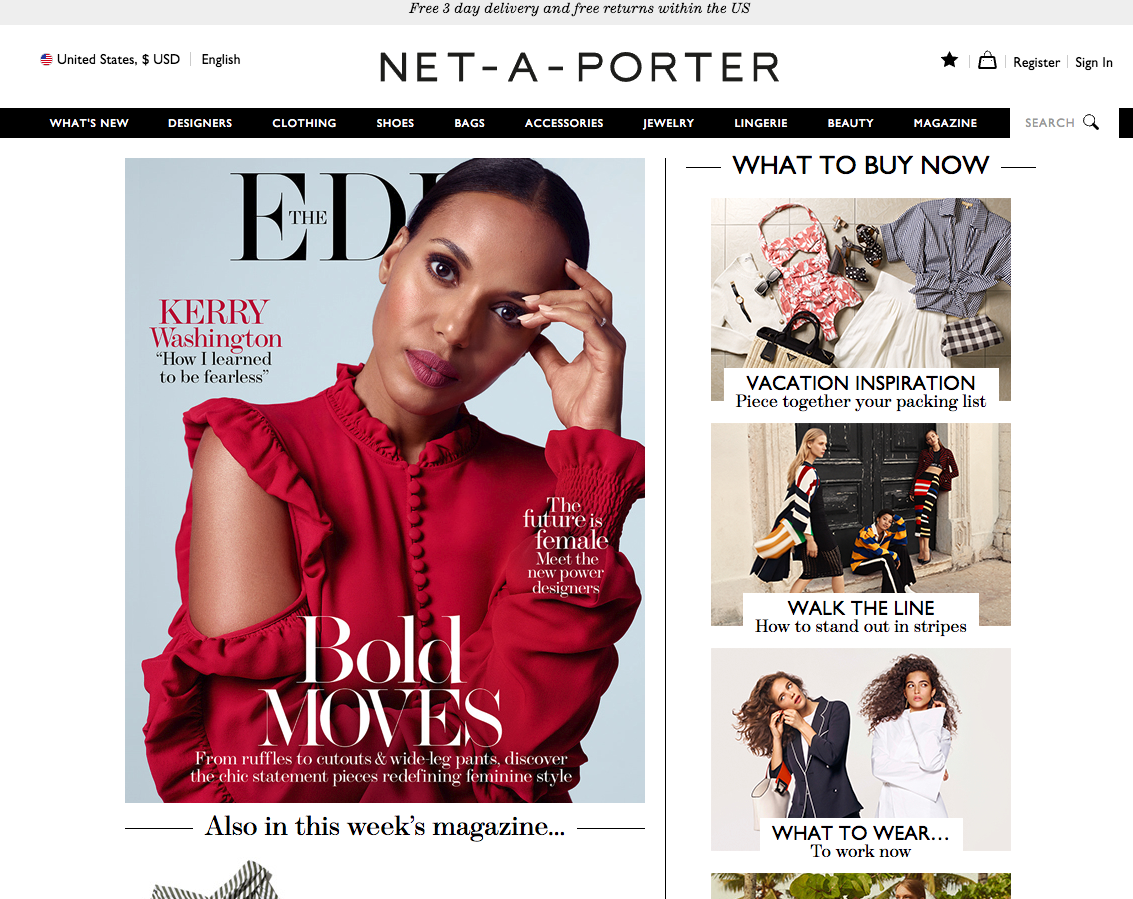 Free 3 day delivery and free returns within the US
United States, $ USD
English
NET-A-PORTER
Register
Sign In
WHAT'S NEW
DESIGNERS
CLOTHING
SHOES
BAGS
ACCESSORIES
JEWELRY
LINGERIE
BEAUTY
MAGAZINE
SEARCH
THE
EDI
KERRY
Washington
“How I learned
to be fearless”
The
future is
female
Meet the
new power
designers
Bold
MOVES
From ruffles to cutouts & wide-leg pants, discover
the chic statement pieces redefining feminine style
Also in this week’s magazine...
WHAT TO BUY NOW
VACATION INSPIRATION
Piece together your packing list
WALK THE LINE
How to stand out in stripes
WHAT TO WEAR...
To work now